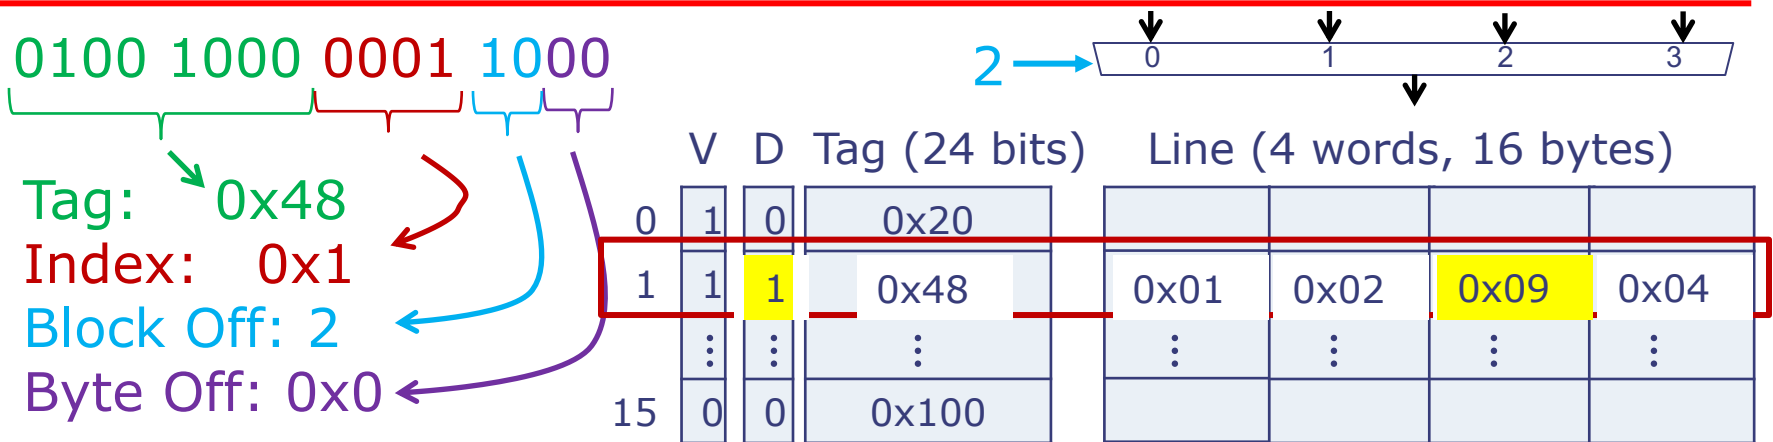 0100 1000 0001 1000
Tag: 0x48
Index: 0x1
Block Off: 2
Byte Off: 0x0
2 0 1 2 3
V D Tag (24 bits) Line (4 words, 16 bytes)
0 1 0 0x20
1 1 1 0x48 0x01 0x02 0x09 0x04
⋮ ⋮ ⋮ ⋮ ⋮ ⋮ ⋮
15 0 0 0x100